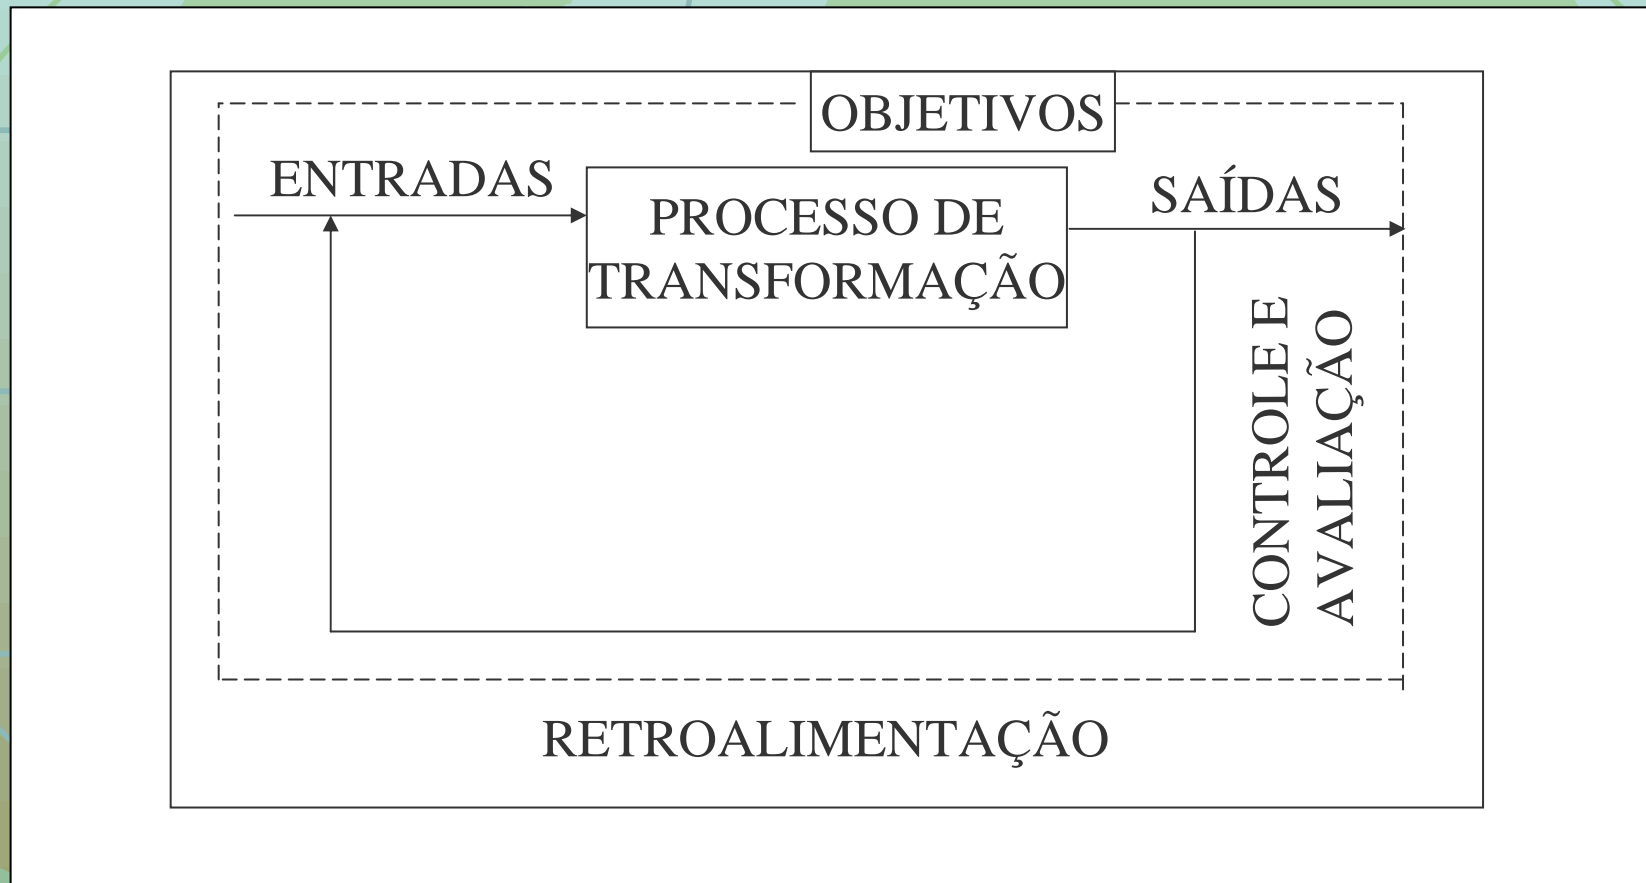 OBJETIVOS
ENTRADAS
PROCESSO DE
TRANSFORMAÇÃO
SAÍDAS
CONTROLE E
AVALIAÇÃO
RETROALIMENTAÇÃO